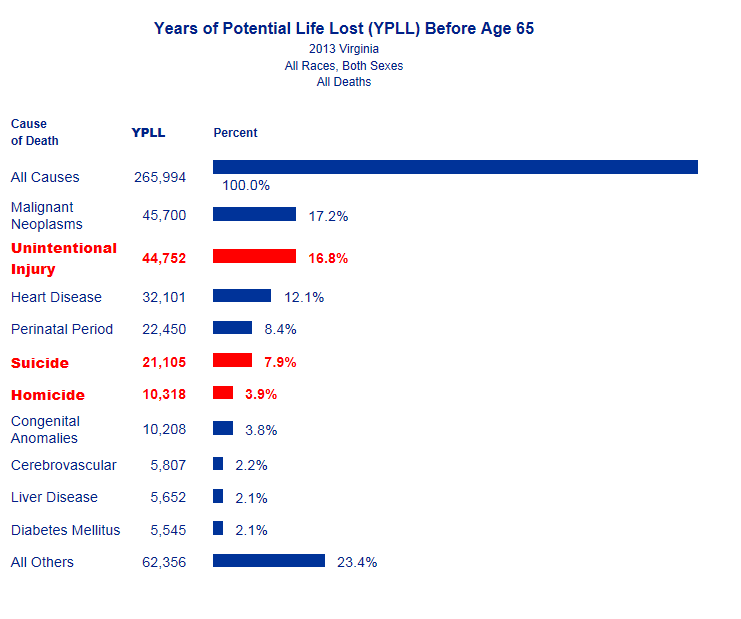 Years of Potential Life Lost (YPLL) Before Age 65
2013 Virginia
All Races, Both Sexes
All Deaths
Cause
of Death YPLL Percent
All Causes 265,994 100.0%
Malignant
Neoplasms 45,700 17.2%
Unintentional
Injury 44,752 16.8%
Heart Disease 32,101 12.1%
Perinatal Period 22,450 8.4%
Suicide 21,105 7.9%
Homicide 10,318 3.9%
Congenital
Anomalies 10,208 3.8%
Cerebrovascular 5,807 2.2%
Liver Disease 5,652 2.1%
Diabetes Mellitus 5,545 2.1%
All Others 62,356 23.4%